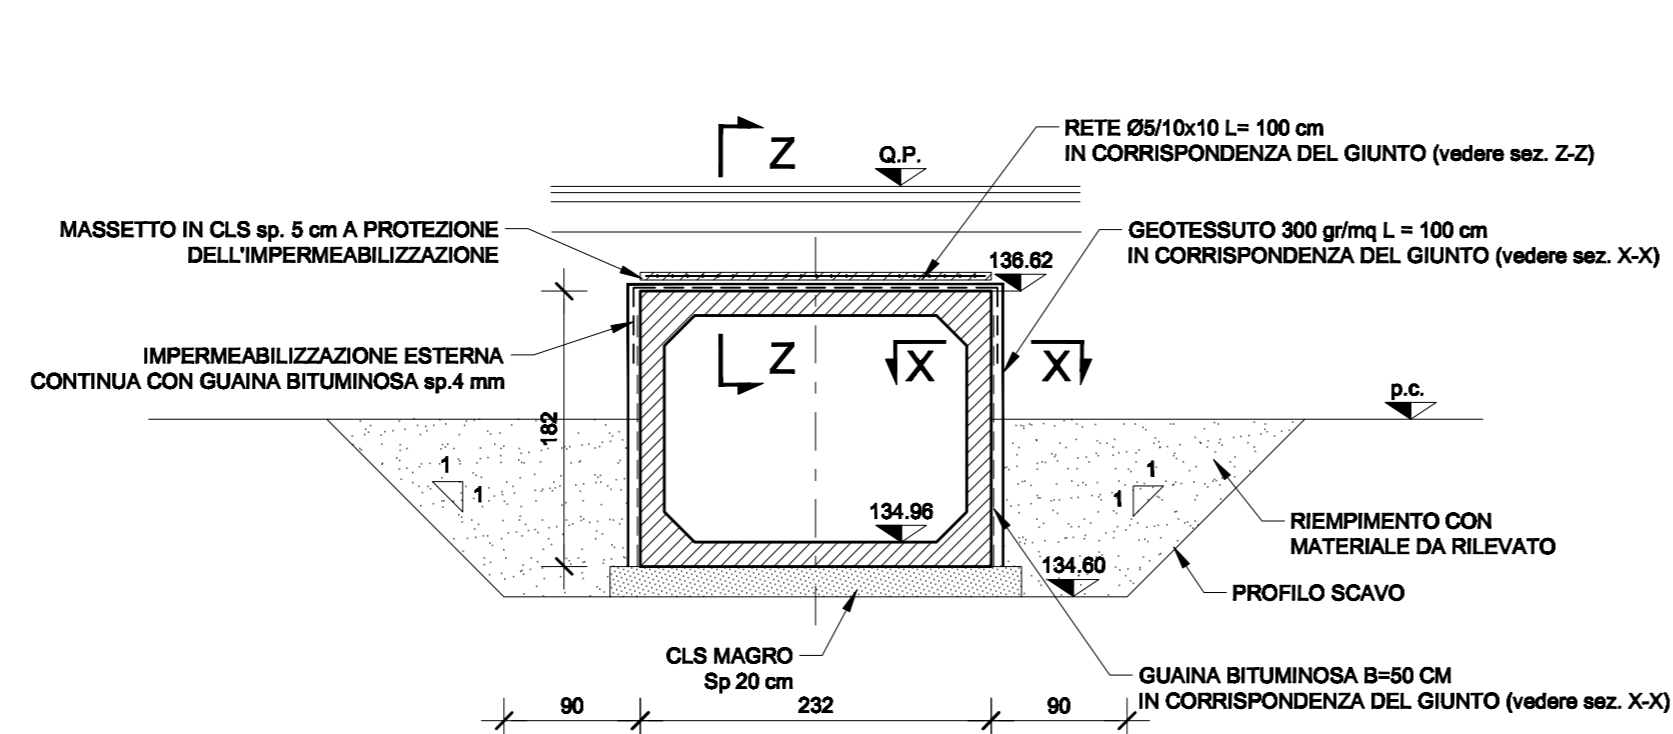 RETE Ø5/10x10 L= 100 cm
IN CORRISPONDENZA DEL GIUNTO (vedere sez. Z-Z)
Z
Q.P.
MASSETTO IN CLS sp. 5 cm A PROTEZIONE
DELL'IMPERMEABILIZZAZIONE
GEOTESSUTO 300 gr/mq L = 100 cm
IN CORRISPONDENZA DEL GIUNTO (vedere sez. X-X)
136.62
IMPERMEABILIZZAZIONE ESTERNA
CONTINUA CON GUAINA BITUMINOSA sp.4 mm
Z
X
X
p.c.
182
1
1
1
1
134.96
RIEMPIMENTO CON
MATERIALE DA RILEVATO
134.60
PROFILO SCAVO
CLS MAGRO
Sp 20 cm
GUAINA BITUMINOSA B=50 CM
IN CORRISPONDENZA DEL GIUNTO (vedere sez. X-X)
90
232
90